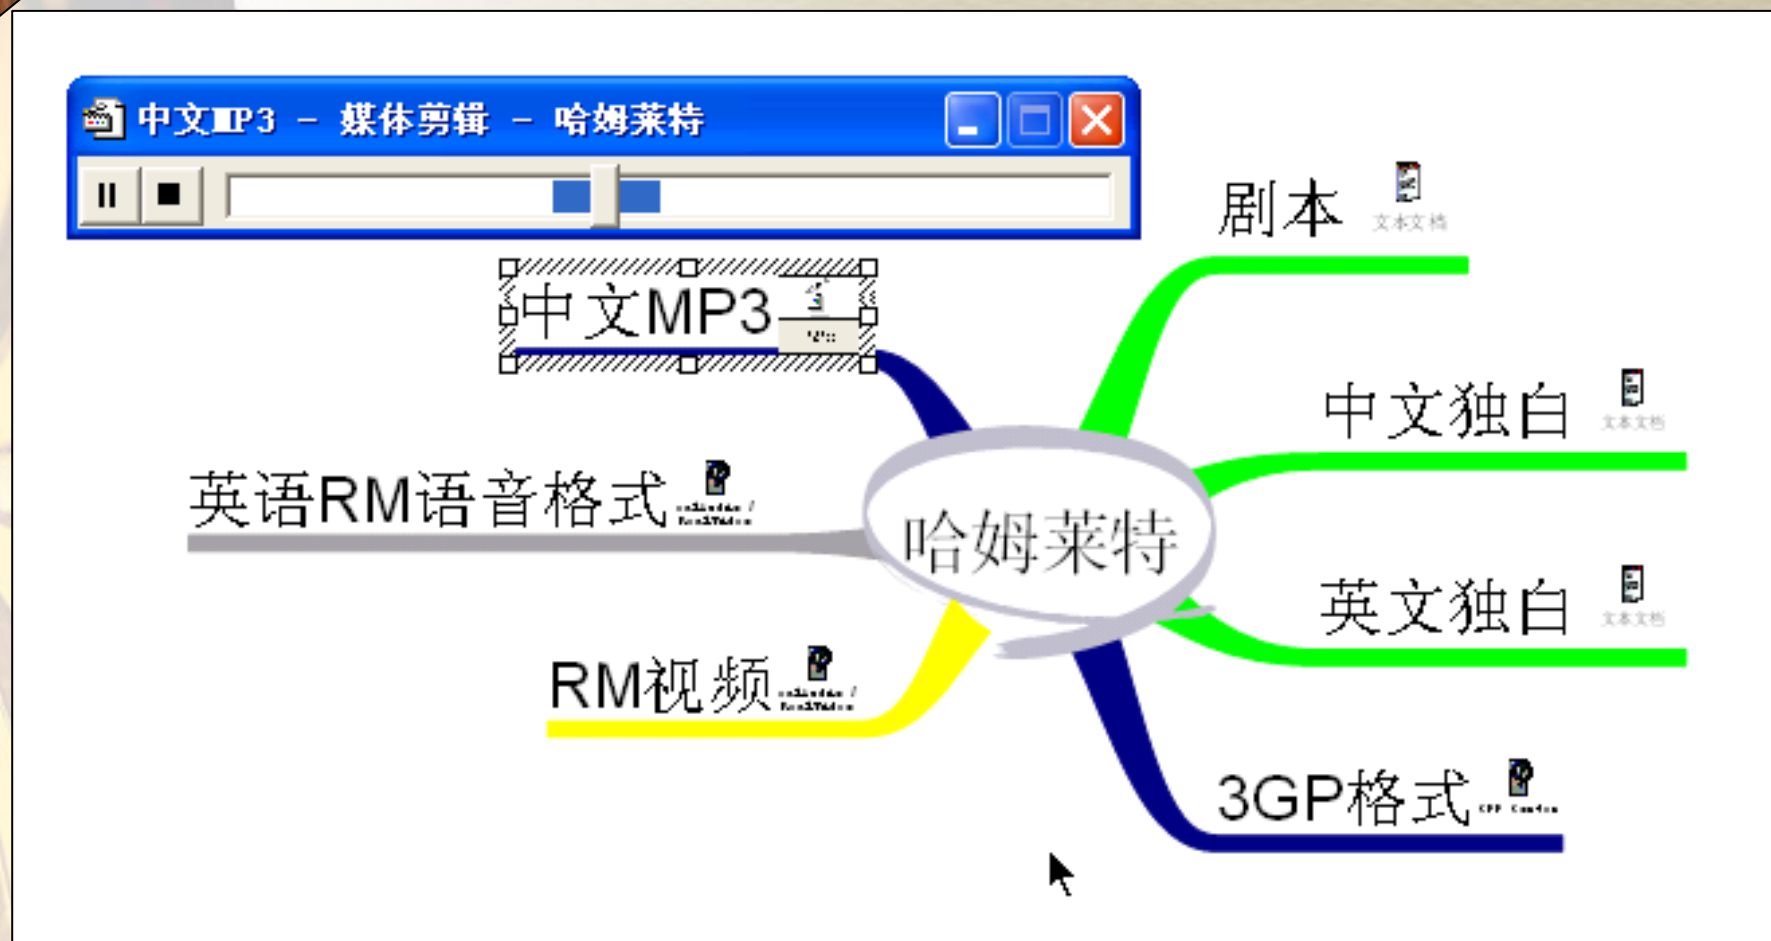 中文MP3 - 媒体剪辑 - 哈姆莱特
剧本
文本文档
中文MP3
中文独白
文本文档
英语RM语音格式
哈姆莱特
英文独白
文本文档
RM视频
3GP格式